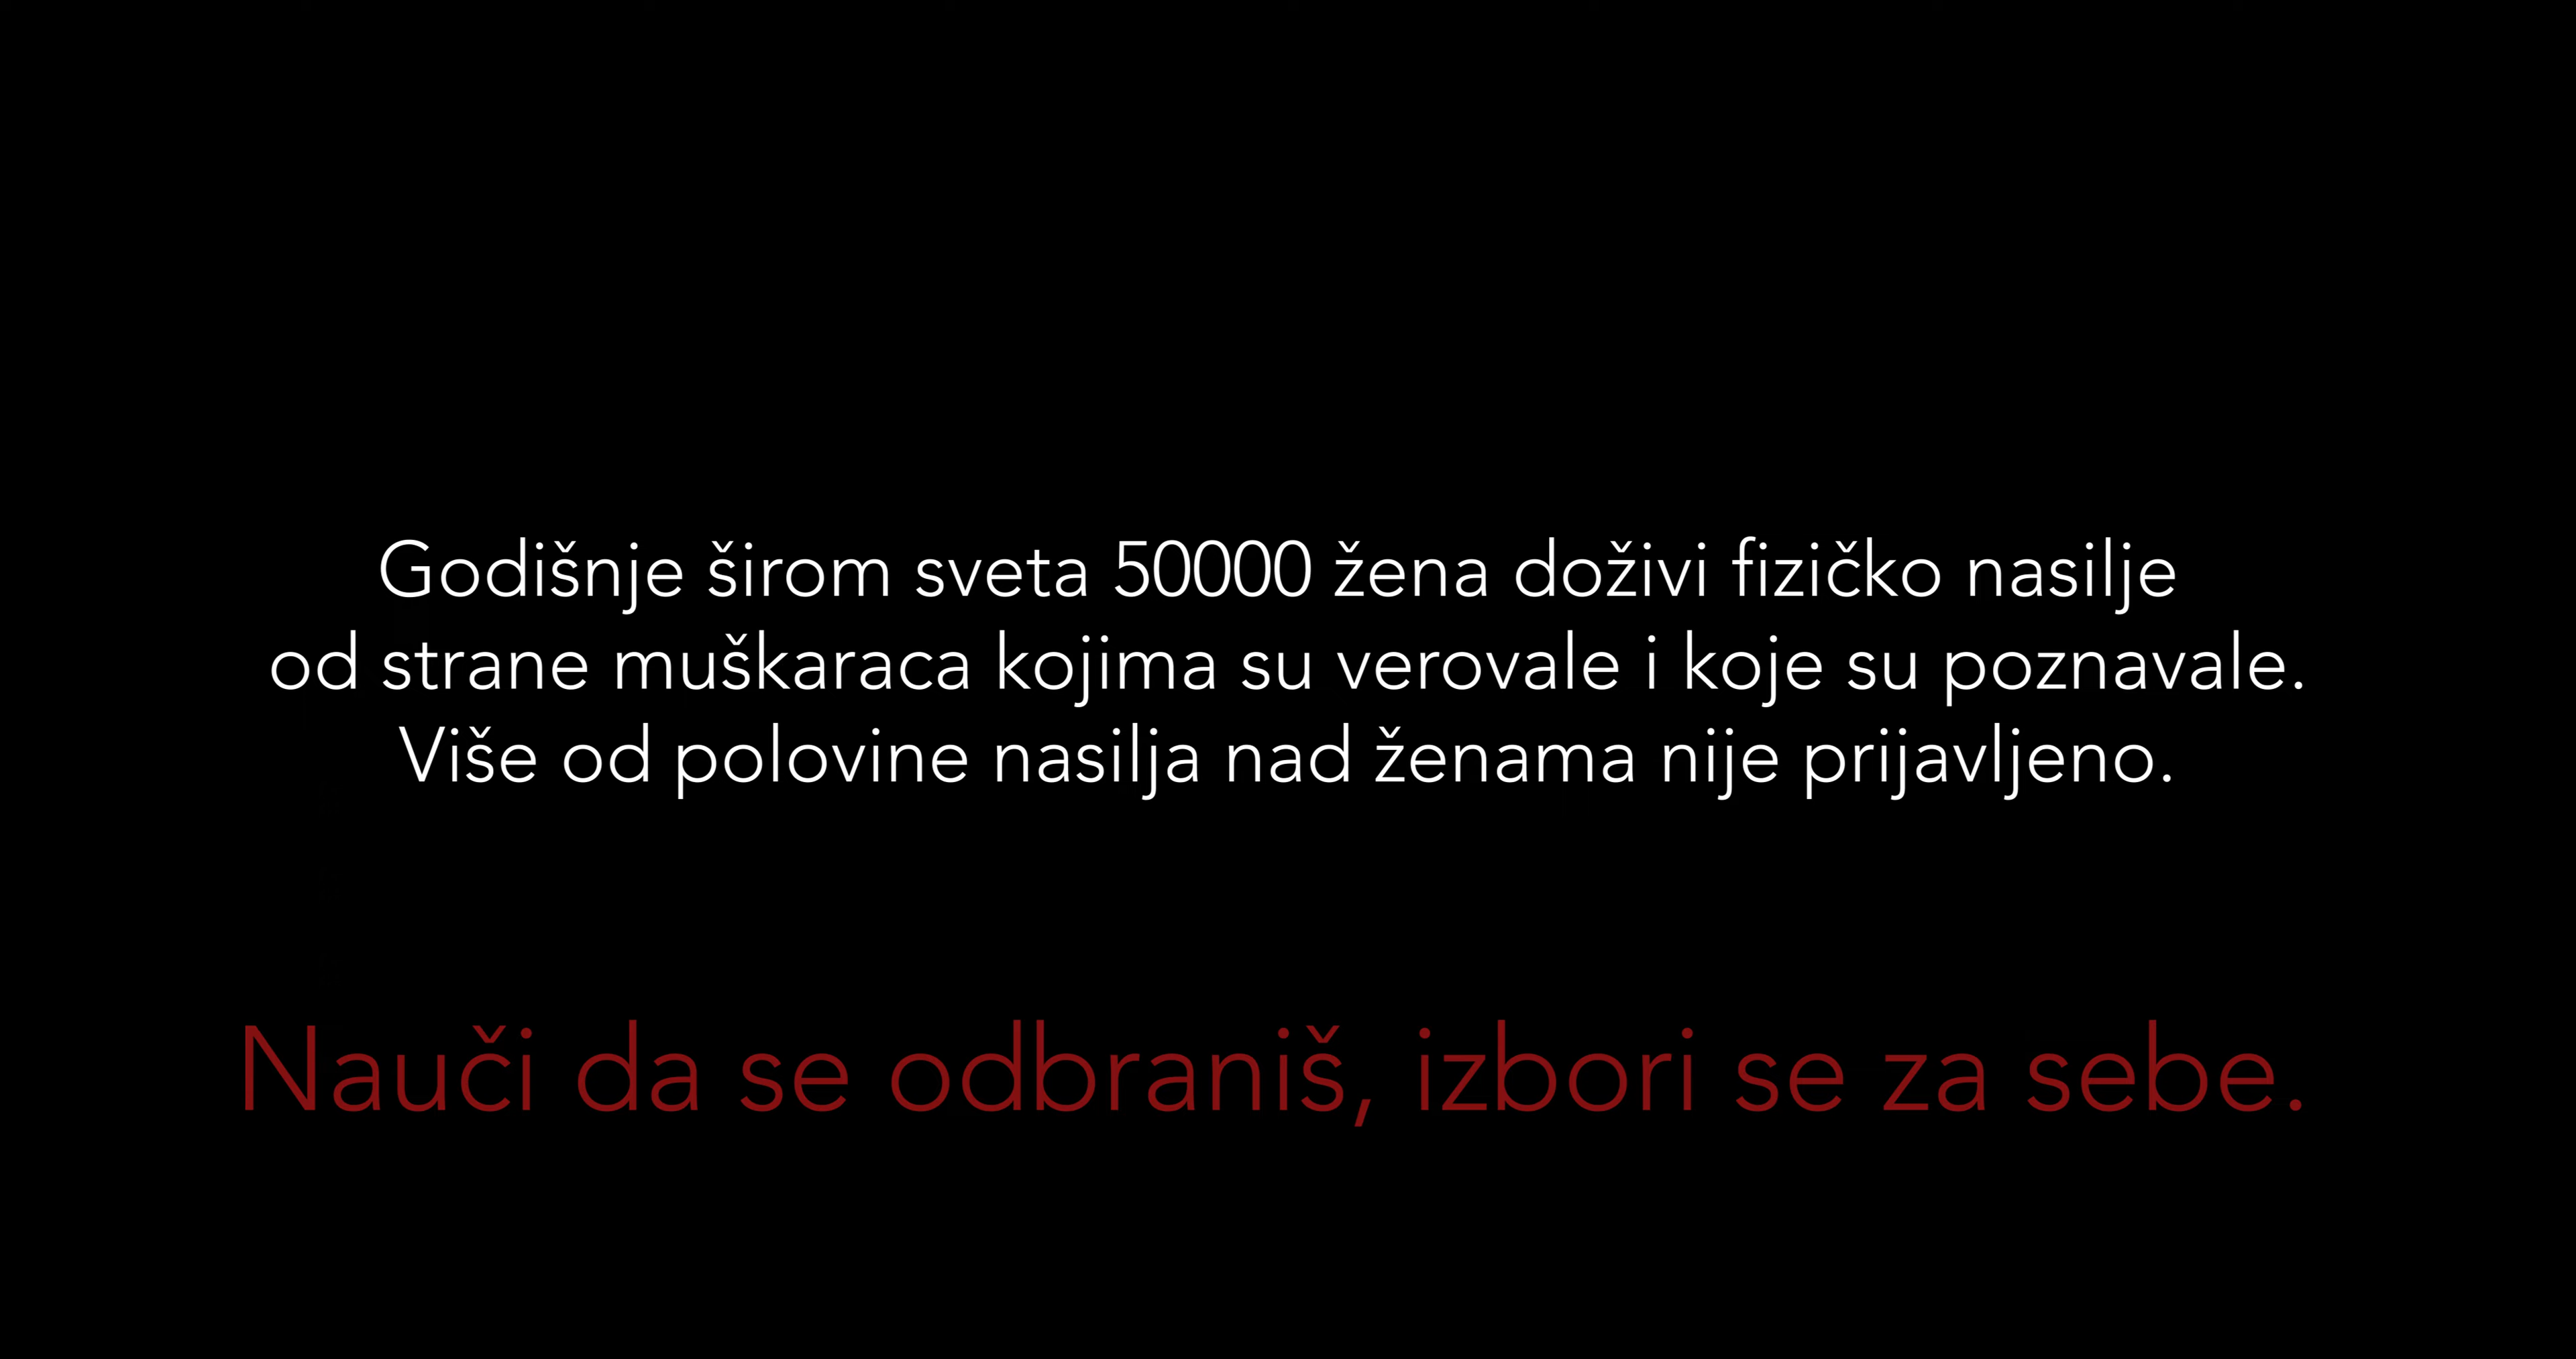 Godišnje širom sveta 50000 žena doživi fizičko nasilje
od strane muškaraca kojima su verovale i koje su poznavale.
Više od polovine nasilja nad ženama nije prijavljeno.
Nauči da se odbraniš, izbori se za sebe.